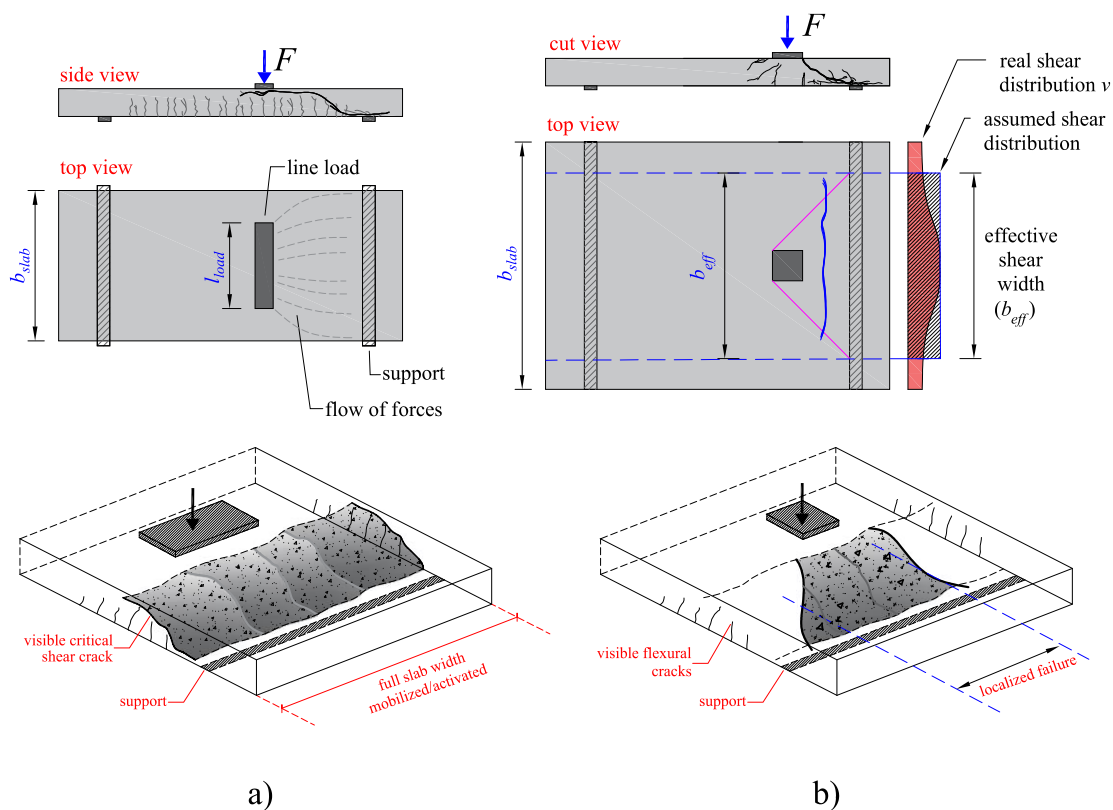 side view
F
top view
line load
b_slab
l_load
support
flow of forces
cut view
F
top view
real shear
distribution v
assumed shear
distribution
b_slab
b_eff
effective
shear
width
(b_eff)
visible critical
shear crack
support
full slab width
mobilized/activated
visible flexural
cracks
support
localized failure
a)
b)